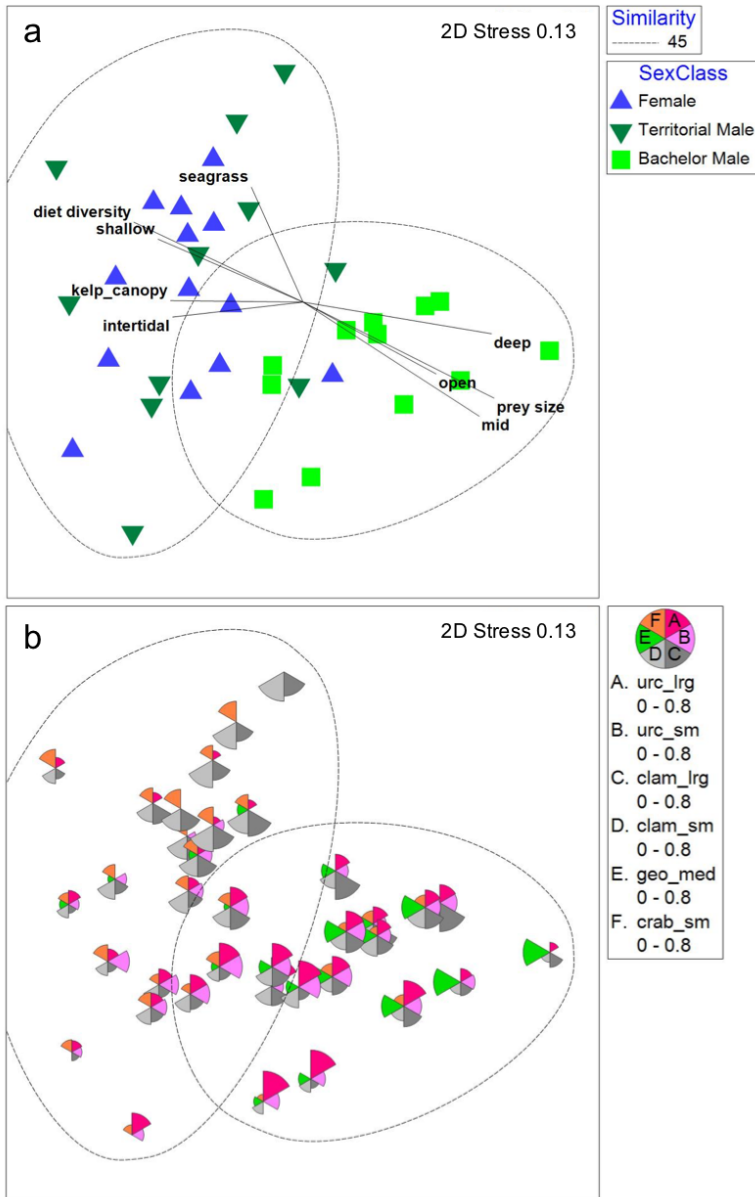 a
2D Stress 0.13
Similarity
45
SexClass
Female
Territorial Male
Bachelor Male
seagrass
diet diversity
shallow
kelp_canopy
intertidal
deep
open
prey size
mid
b
2D Stress 0.13
F A
E B
D C
A. urc_lrg
0 - 0.8
B. urc_sm
0 - 0.8
C. clam_lrg
0 - 0.8
D. clam_sm
0 - 0.8
E. geo_med
0 - 0.8
F. crab_sm
0 - 0.8